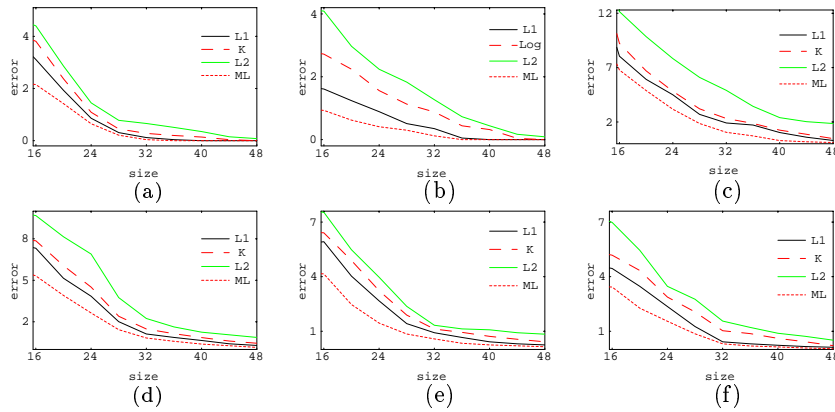 error
4
2
0
16 24 32 40 48
size
L1
K
L2
ML
(a)
error
4
2
0
16 24 32 40 48
size
L1
Log
L2
ML
(b)
error
12
7
2
16 24 32 40 48
size
L1
K
L2
ML
(c)
error
8
5
2
16 24 32 40 48
size
L1
K
L2
ML
(d)
error
7
4
1
16 24 32 40 48
size
L1
K
L2
ML
(e)
error
7
4
1
16 24 32 40 48
size
L1
K
L2
ML
(f)